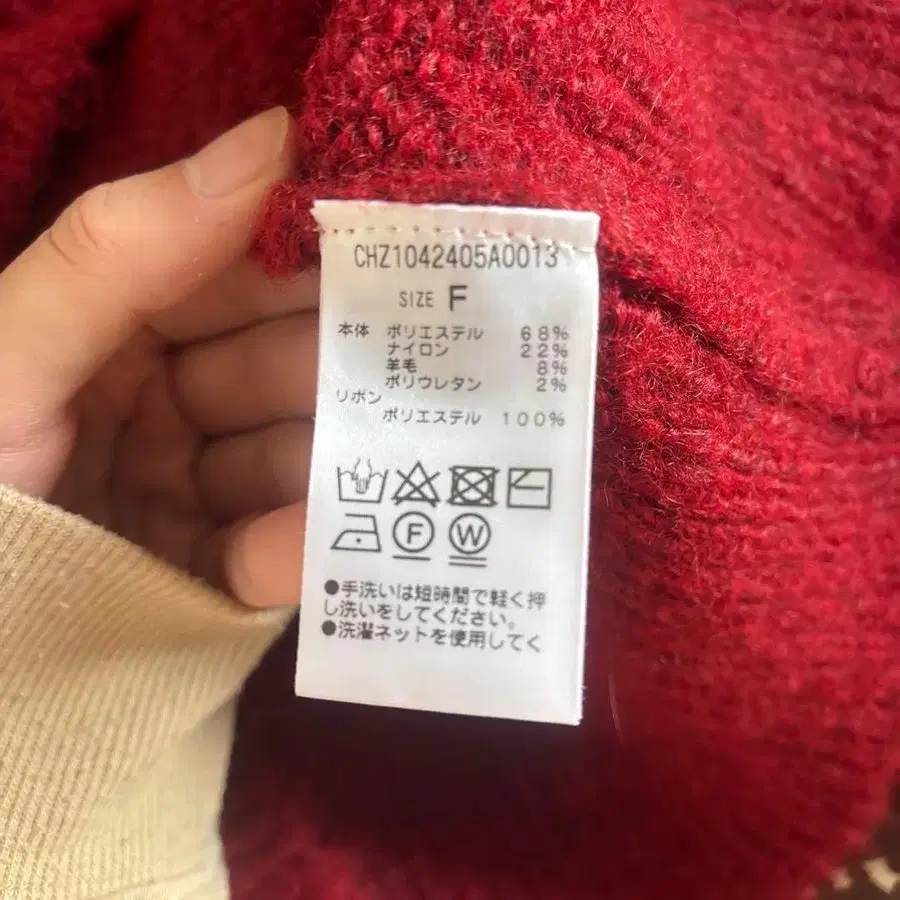 CHZ1042405A0013
SIZE F
本体 ポリエステル 68%
ナイロン 22%
羊毛 8%
ポリウレタン 2%
リボン
ポリエステル 100%
F W
●手洗いは短時間で軽く押
し洗いをしてください。
●洗濯ネットを使用してく